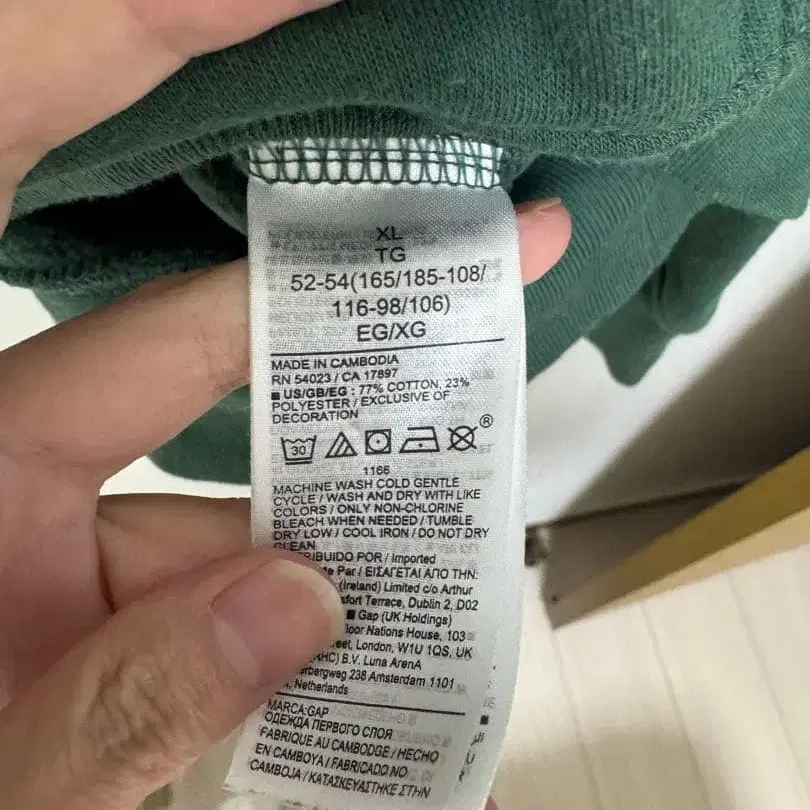 XL
TG
52-54(165/185-108/
116-98/106)
EG/XG
MADE IN CAMBODIA
RN 54023 / CA 17897
■ US/GB/EG : 77% COTTON, 23%
POLYESTER / EXCLUSIVE OF
DECORATION
30 ®
1166
MACHINE WASH COLD GENTLE
CYCLE / WASH AND DRY WITH LIKE
COLORS / ONLY NON-CHLORINE
BLEACH WHEN NEEDED / TUMBLE
DRY LOW / COOL IRON / DO NOT DRY
CLEAN
POR / Imported
Par / ΕΙΣΑΓΕΤΑΙ ΑΠΟ ΤΗΝ:
(Ireland) Limited c/o Arthur
Terrace, Dublin 2, D02
■ Gap (UK Holdings)
Nations House, 103
London, W1U 1QS, UK
B.V. Luna ArenA
238 Amsterdam 1101
Netherlands
MARCA:GAP
ОДЕЖДА ПЕРВОГО СЛОЯ
FABRIQUE AU CAMBODGE / HECHO
EN CAMBOYA / FABRICADO NO
CAMBOJA / ΚΑΤΑΣΚΕΥΑΣΤΗΚΕ ΣΤΗΝ